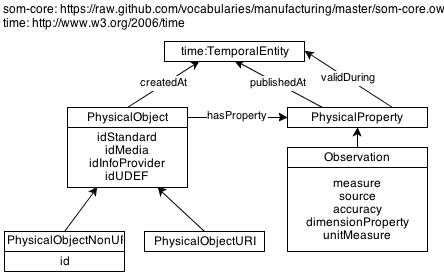 som-core: https://raw.github.com/vocabularies/manufacturing/master/som-core.ow
time: http://www.w3.org/2006/time
time:TemporalEntity
createdAt
publishedAt
validDuring
PhysicalObject
hasProperty
PhysicalProperty
idStandard
idMedia
idInfoProvider
idUDEF
Observation
measure
source
accuracy
dimensionProperty
unitMeasure
PhysicalObjectNonUR
id
PhysicalObjectURI